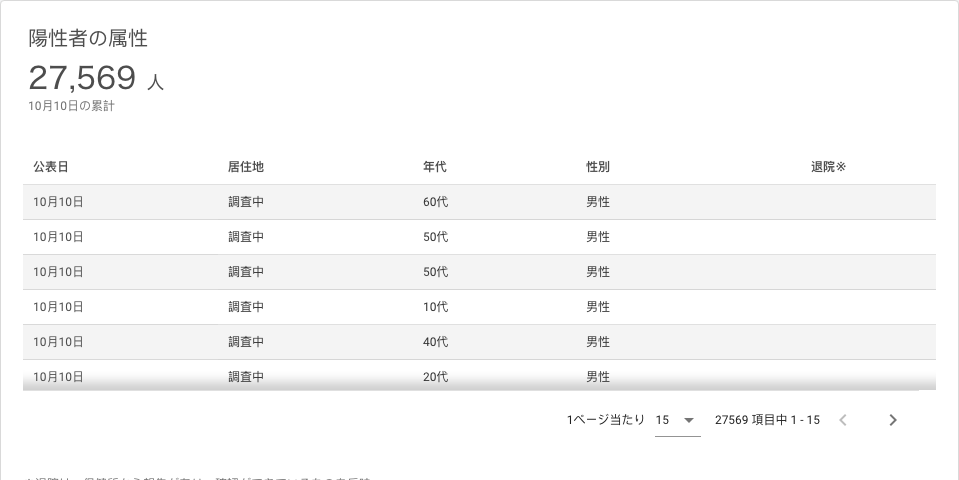 陽性者の属性
27,569 人
10月10日の累計
公表日 居住地 年代 性別 退院※
10月10日 調査中 60代 男性
10月10日 調査中 50代 男性
10月10日 調査中 50代 男性
10月10日 調査中 10代 男性
10月10日 調査中 40代 男性
10月10日 調査中 20代 男性
1ページ当たり 15 27569 項目中 1 - 15